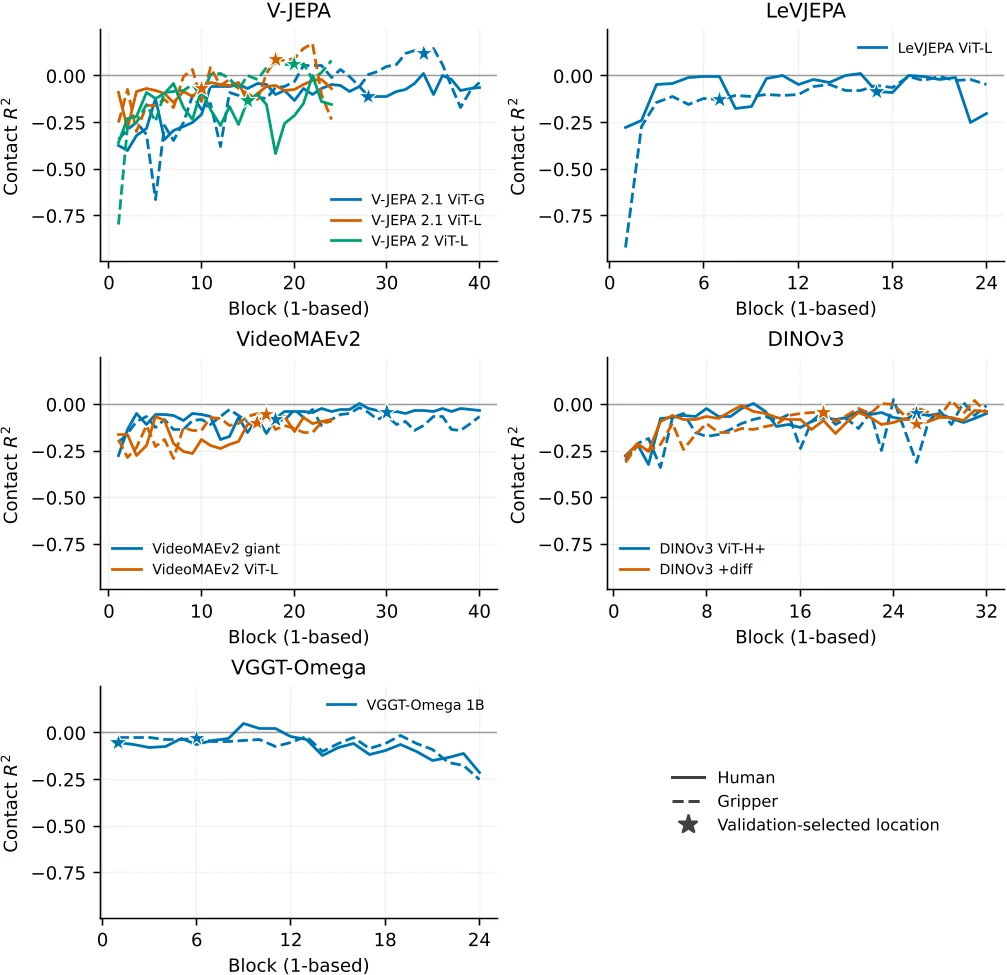 V-JEPA
LeVJEPA
Contact R²
0.00
−0.25
−0.50
−0.75
V-JEPA 2.1 ViT-G
V-JEPA 2.1 ViT-L
V-JEPA 2 ViT-L
0 10 20 30 40
Block (1-based)
Contact R²
0.00
−0.25
−0.50
−0.75
LeVJEPA ViT-L
0 6 12 18 24
Block (1-based)
VideoMAEv2
DINOv3
Contact R²
0.00
−0.25
−0.50
−0.75
VideoMAEv2 giant
VideoMAEv2 ViT-L
0 10 20 30 40
Block (1-based)
Contact R²
0.00
−0.25
−0.50
−0.75
DINOv3 ViT-H+
DINOv3 +diff
0 8 16 24 32
Block (1-based)
VGGT-Omega
Contact R²
0.00
−0.25
−0.50
−0.75
VGGT-Omega 1B
0 6 12 18 24
Block (1-based)
Human
Gripper
Validation-selected location